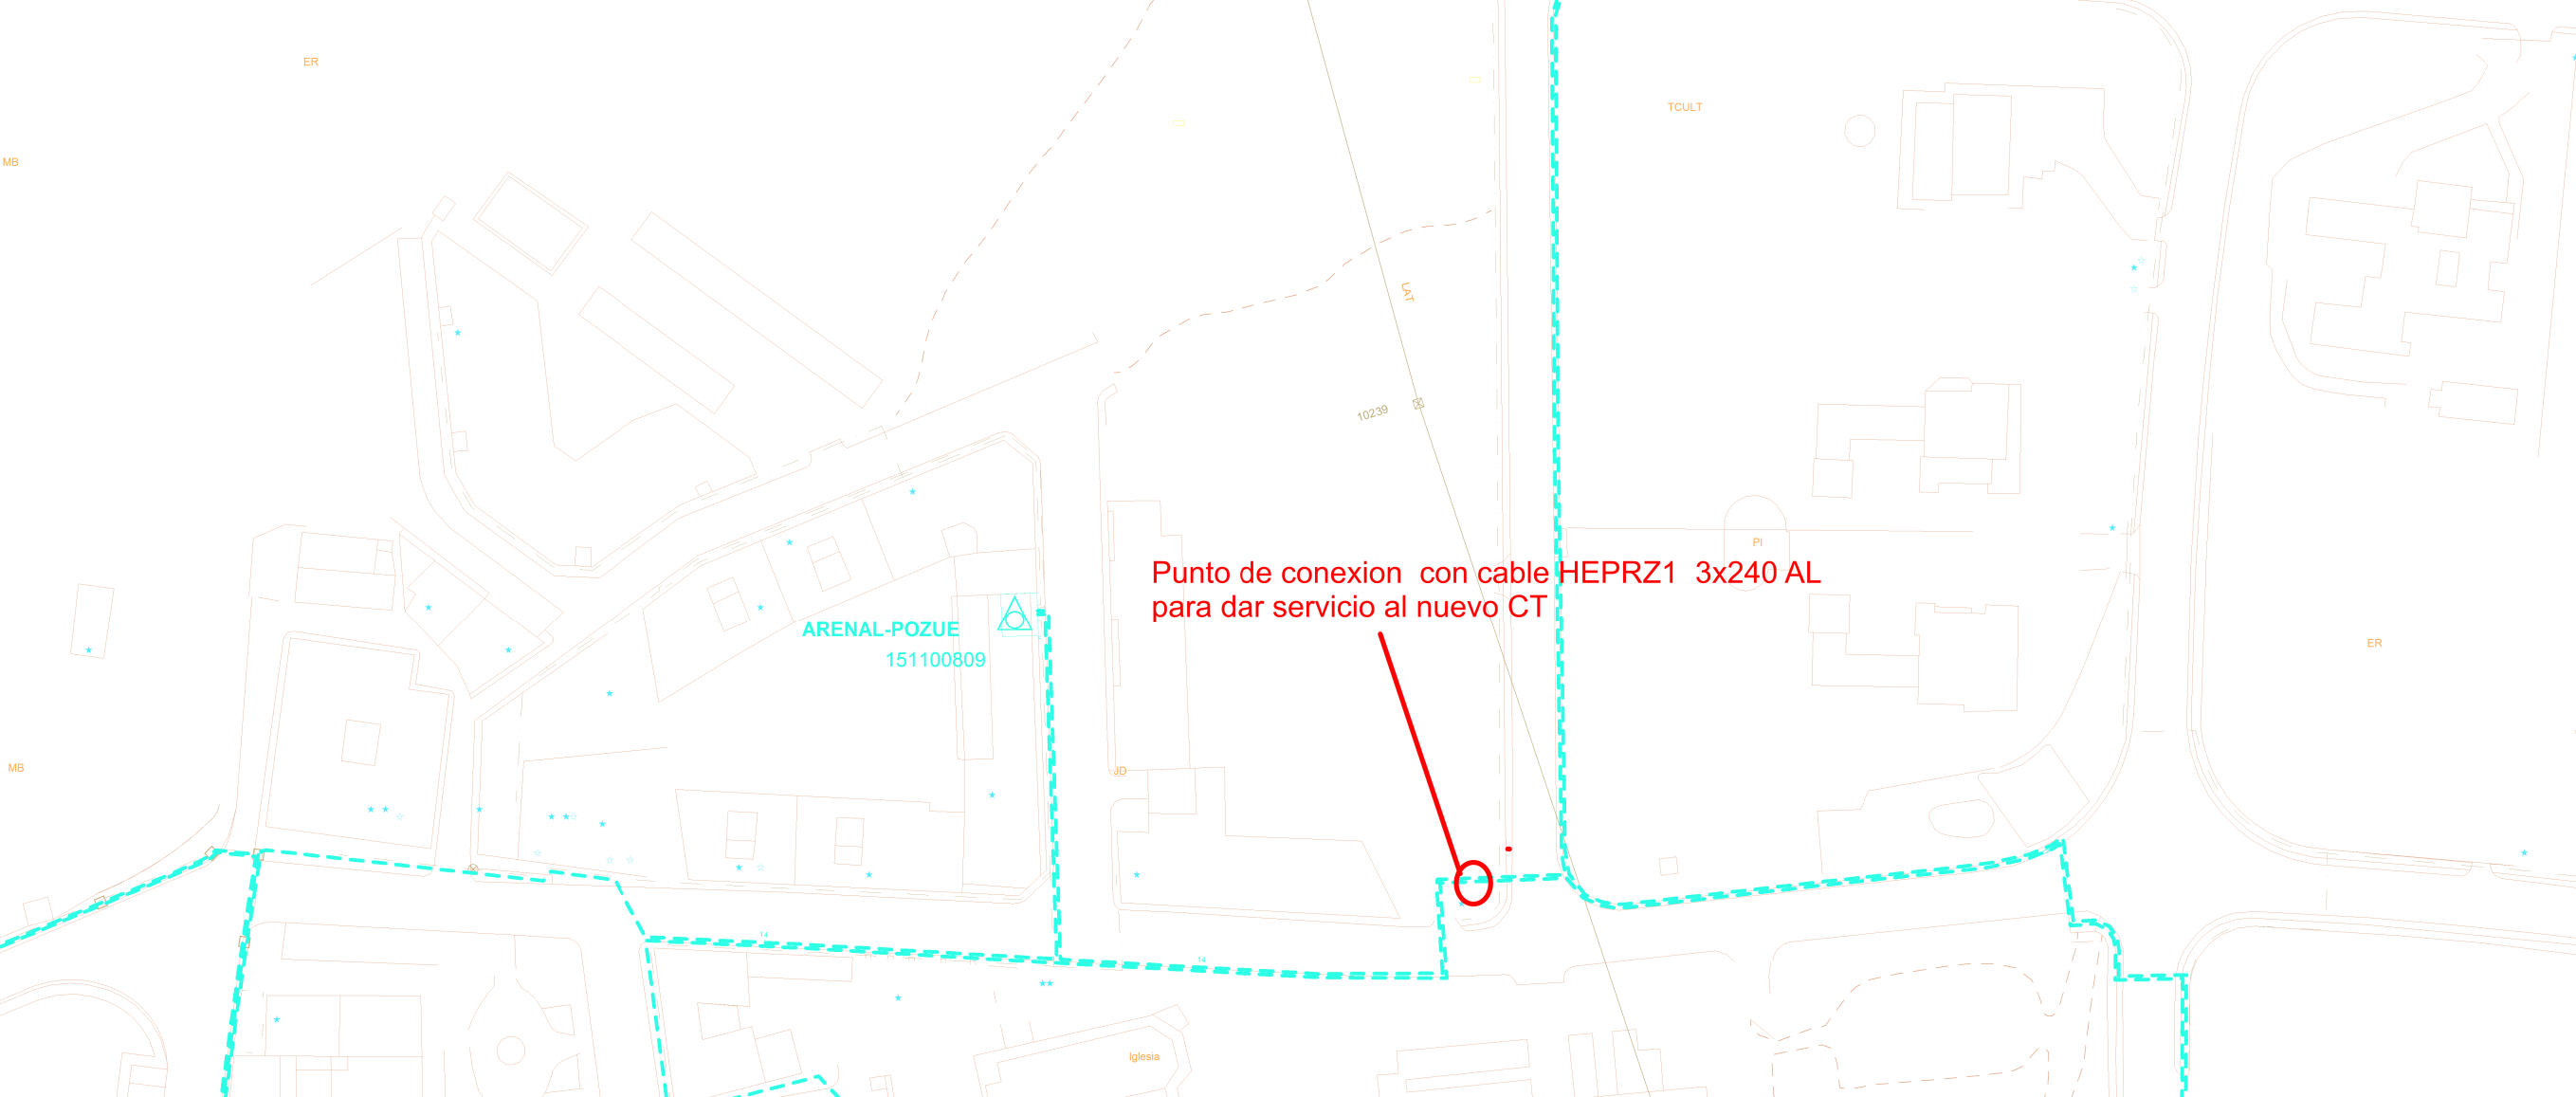 ER
TCULT
MB
LAT
10239
PI
Punto de conexion con cable HEPRZ1 3x240 AL
para dar servicio al nuevo CT
ARENAL-POZUE
151100809
ER
MB
JD
Iglesia